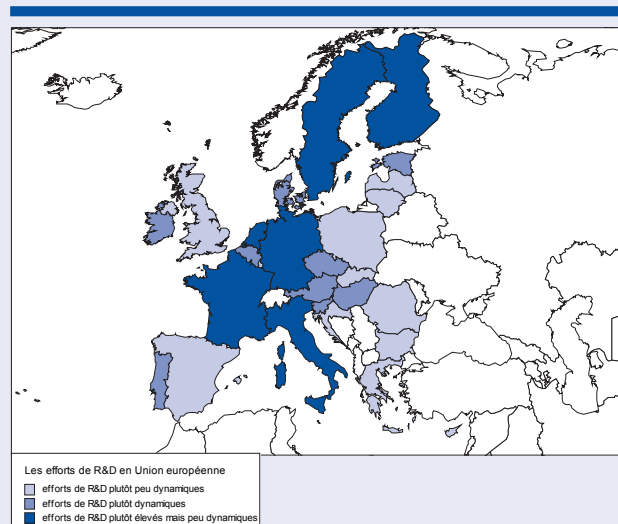 Les efforts de R&D en Union européenne
efforts de R&D plutôt peu dynamiques
efforts de R&D plutôt dynamiques
efforts de R&D plutôt élevés mais peu dynamiques